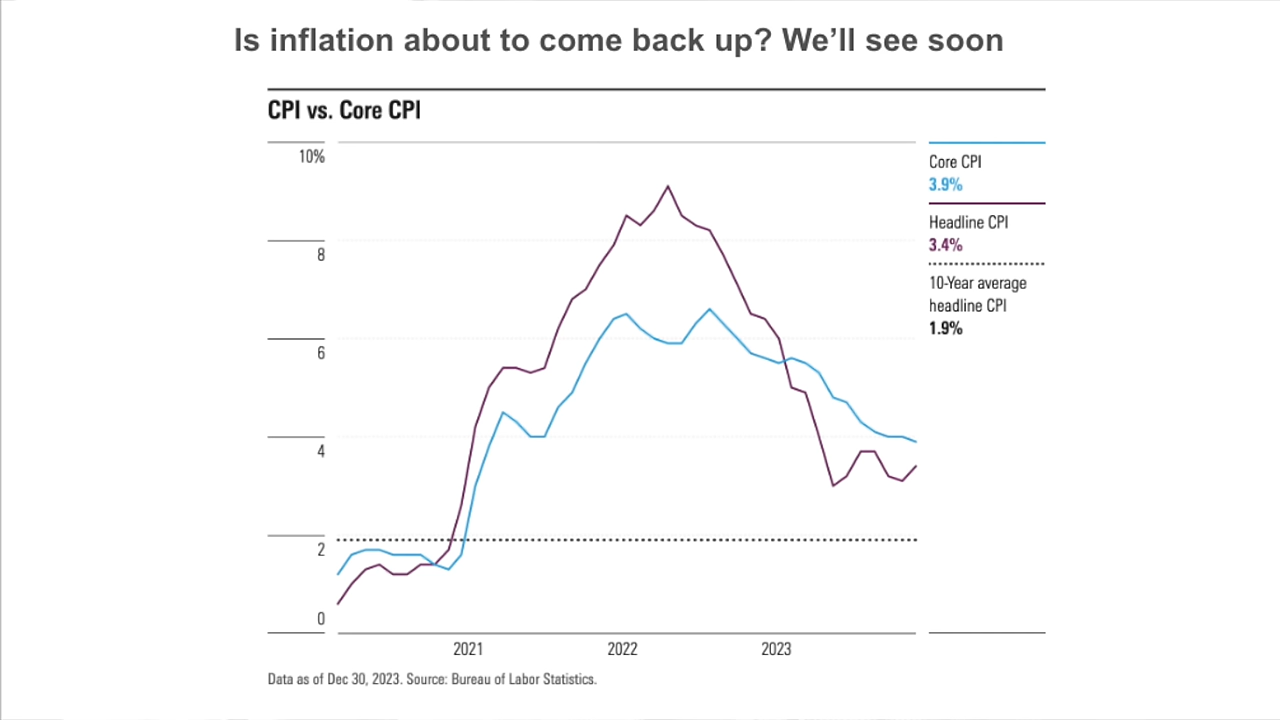 Is inflation about to come back up? We’ll see soon
CPI vs. Core CPI
10%
8
6
4
2
0
2021
2022
2023
Core CPI
3.9%
Headline CPI
3.4%
10-Year average
headline CPI
1.9%
Data as of Dec 30, 2023. Source: Bureau of Labor Statistics.